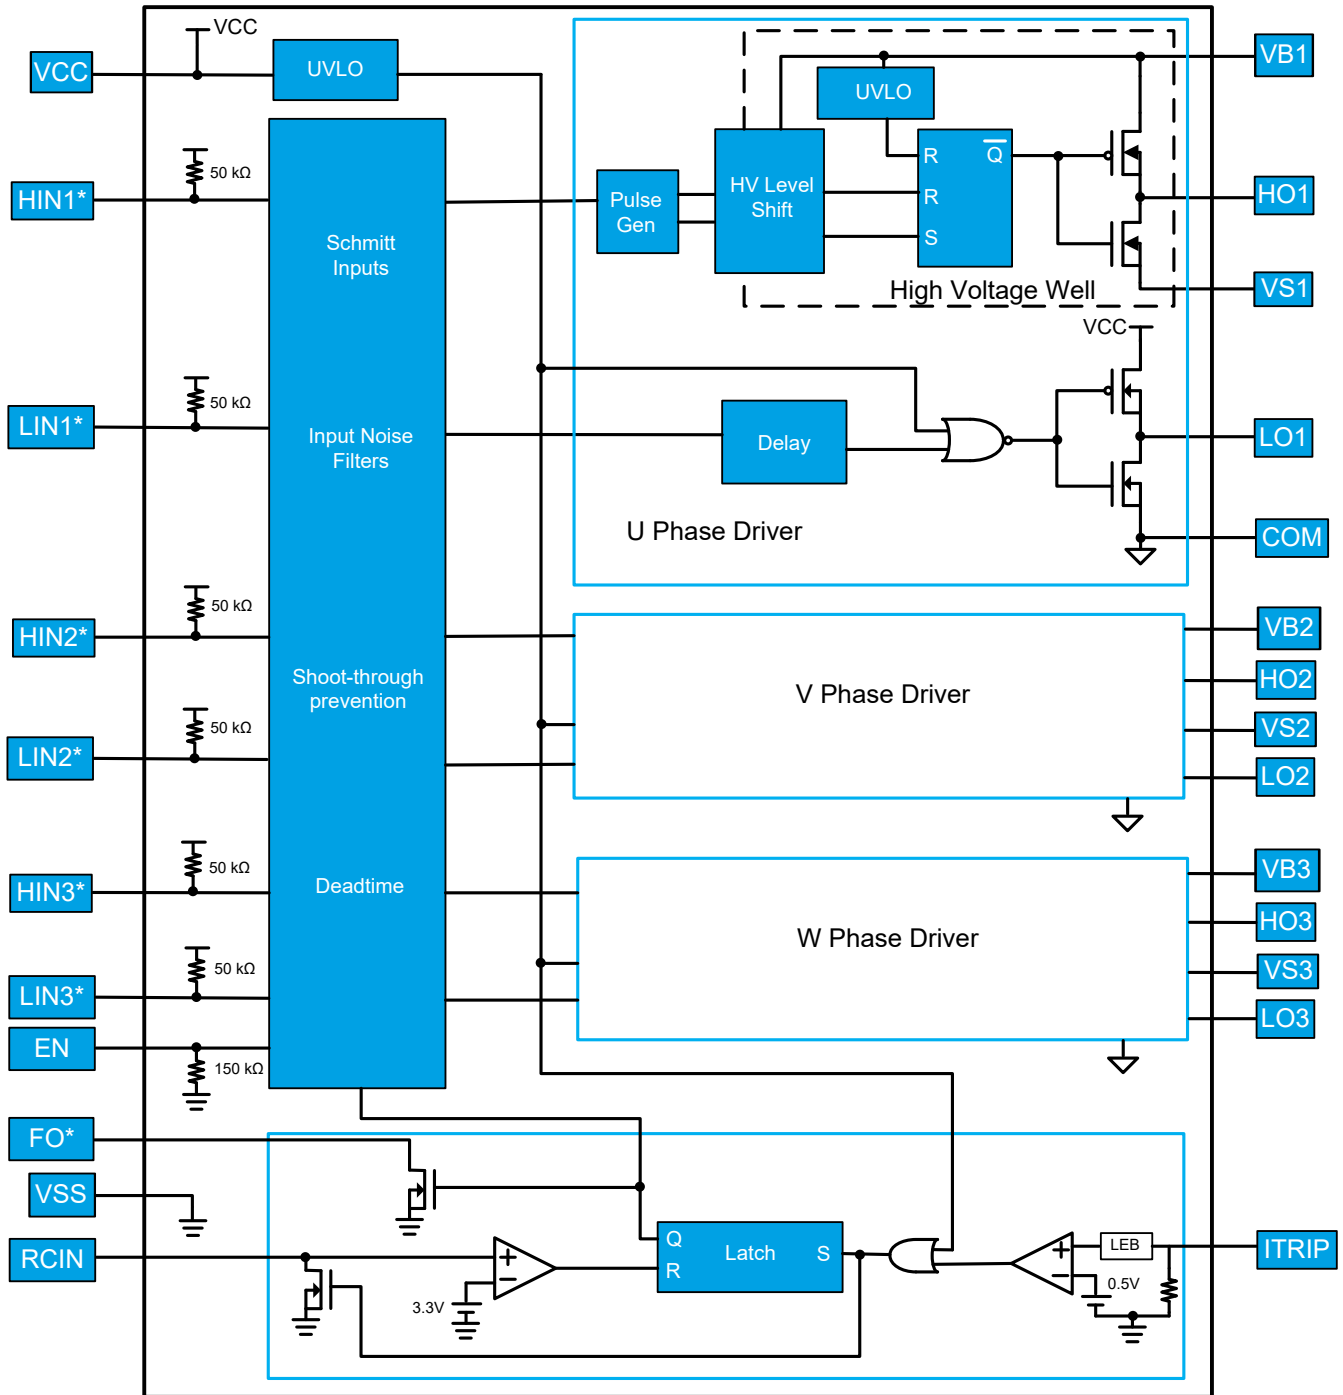 VCC
VCC
UVLO
VB1
UVLO
50 kΩ
R
Q
HIN1*
Pulse
Gen
HV Level
Shift
R
HO1
S
Schmitt
Inputs
High Voltage Well
VS1
VCC
50 kΩ
LIN1*
Input Noise
Filters
Delay
LO1
U Phase Driver
COM
50 kΩ
HIN2*
VB2
Shoot-through
prevention
V Phase Driver
HO2
50 kΩ
VS2
LIN2*
LO2
50 kΩ
VB3
HIN3*
Deadtime
HO3
W Phase Driver
50 kΩ
VS3
LIN3*
LO3
EN
150 kΩ
FO*
VSS
RCIN
Q
Latch
S
R
LEB
ITRIP
3.3V
0.5V